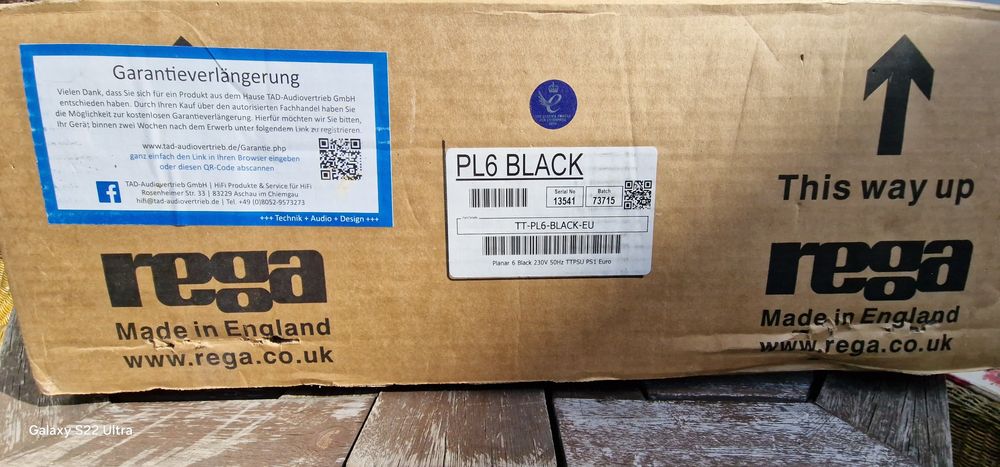 Garantieverlängerung
Vielen Dank, dass Sie sich für ein Produkt aus dem Hause TAD-Audiovertrieb GmbH
entschieden haben. Durch Ihren Kauf über den autorisierten Fachhandel haben Sie
die Möglichkeit zur kostenlosen Garantieverlängerung. Hierfür möchten wir Sie bitten,
Ihr Gerät binnen zwei Wochen nach dem Erwerb unter folgendem Link zu registrieren.
www.tad-audiovertrieb.de/Garantie.php
ganz einfach den Link in Ihren Browser eingeben
oder diesen QR-Code abscannen
TAD-Audiovertrieb GmbH | HiFi Produkte & Service für HiFi
Rosenheimer Str. 33 | 83229 Aschau im Chiemgau
hifi@tad-audiovertrieb.de | Tel. +49 (0)8052-9573273
+++ Technik + Audio + Design +++
rega
Made in England
www.rega.co.uk
PL6 BLACK
Serial No
13541
Batch
73715
TT-PL6-BLACK-EU
Planar 6 Black 230V 50Hz TTPSU PS1 Euro
This way up
rega
Made in England
www.rega.co.uk
Galaxy S22 Ultra